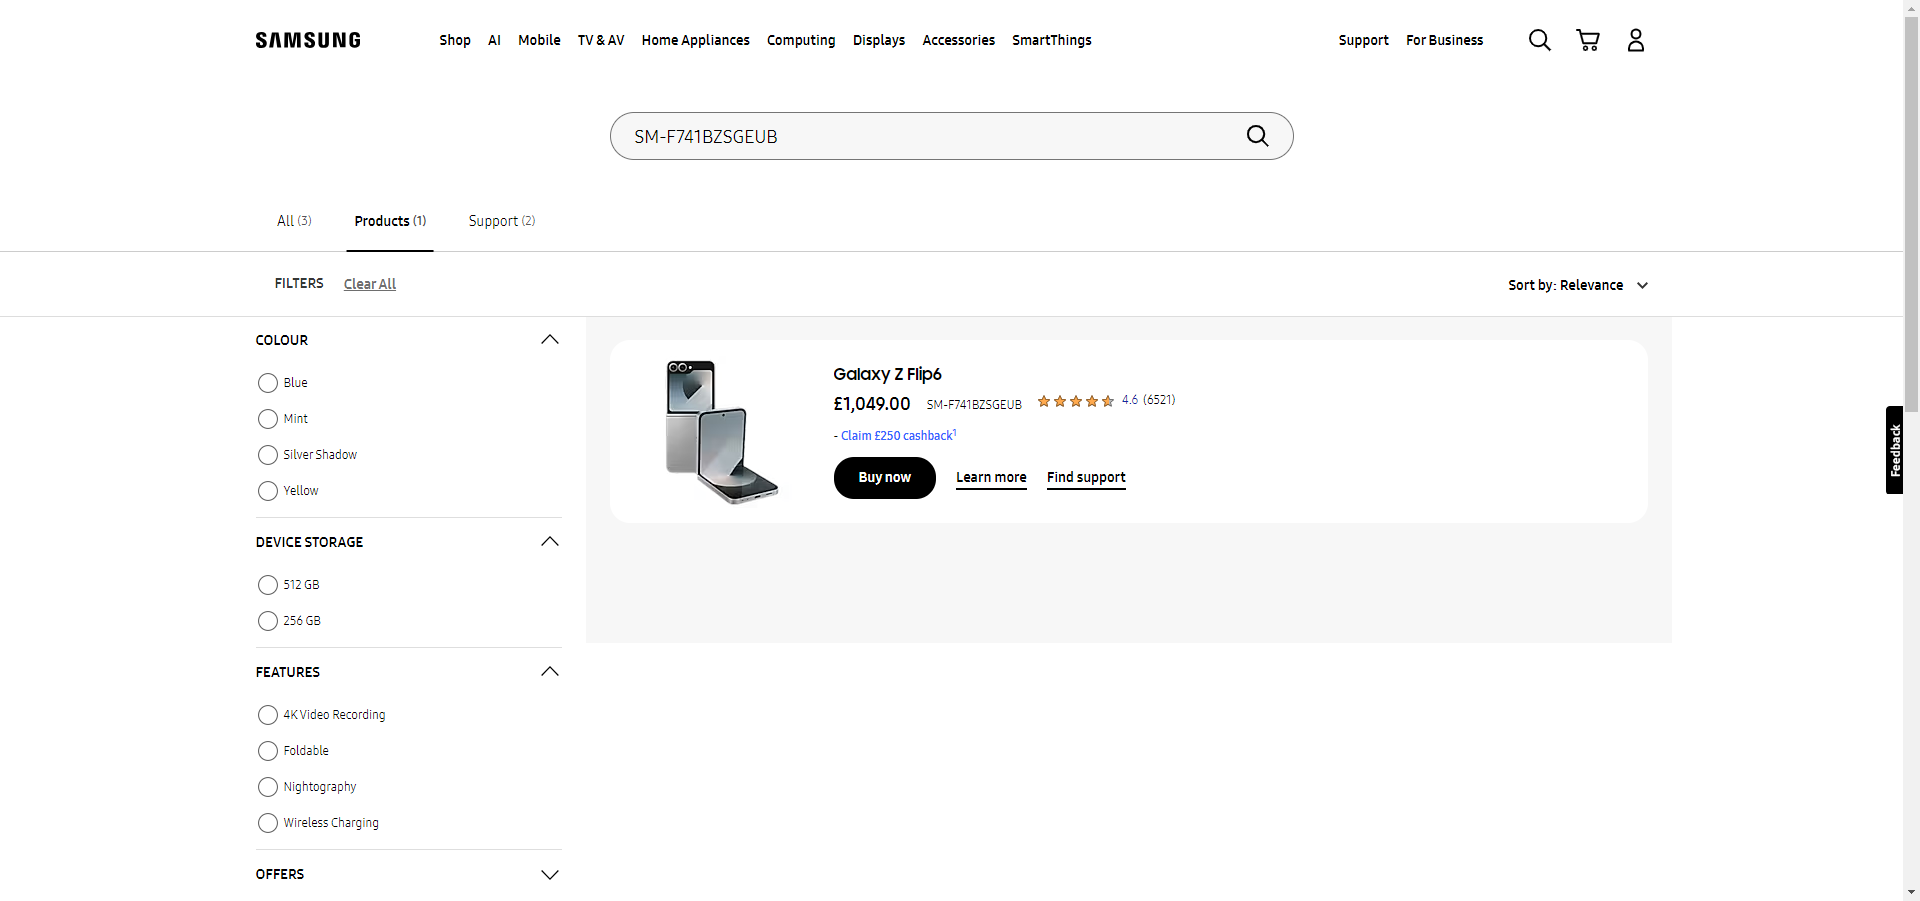 SAMSUNG Shop AI Mobile TV & AV Home Appliances Computing Displays Accessories SmartThings Support For Business
SM-F741BZSGEUB
All (3) Products (1) Support (2)
FILTERS Clear All Sort by: Relevance
COLOUR
Blue
Mint
Silver Shadow
Yellow
DEVICE STORAGE
512 GB
256 GB
FEATURES
4K Video Recording
Foldable
Nightography
Wireless Charging
OFFERS
Galaxy Z Flip6
£1,049.00 SM-F741BZSGEUB 4.6 (6521)
- Claim £250 cashback¹
Buy now Learn more Find support
Feedback